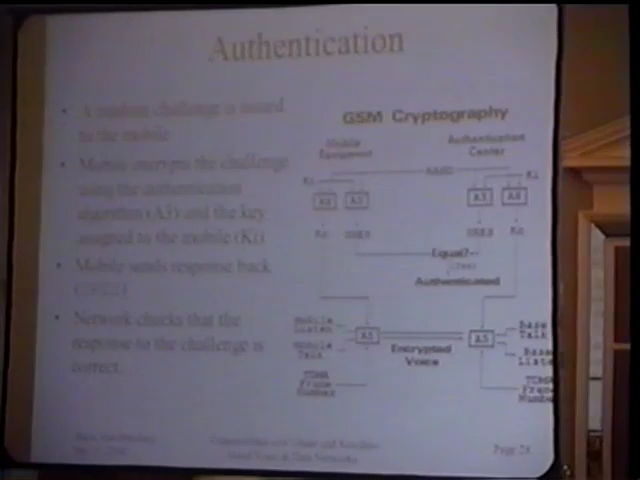 Authentication
• A random challenge is issued
to the mobile
• Mobile encrypts the challenge
using the authentication
algorithm (A3) and the key
assigned to the mobile (Ki)
• Mobile sends response back
• Network checks that the
response to the challenge is
correct.
GSM Cryptography
Mobile
Equipment
Authentication
Center
RAND
Ki
Ki
A8
A3
A3
A8
Kc
SRES
SRES
Kc
Equal?
Authenticated
Mobile
Listen
Mobile
Talk
TDMA
Frame
Number
A5
Encrypted
Voice
A5
Base
Talk
Base
Liste
TDMA
Frame
Number
Page 28